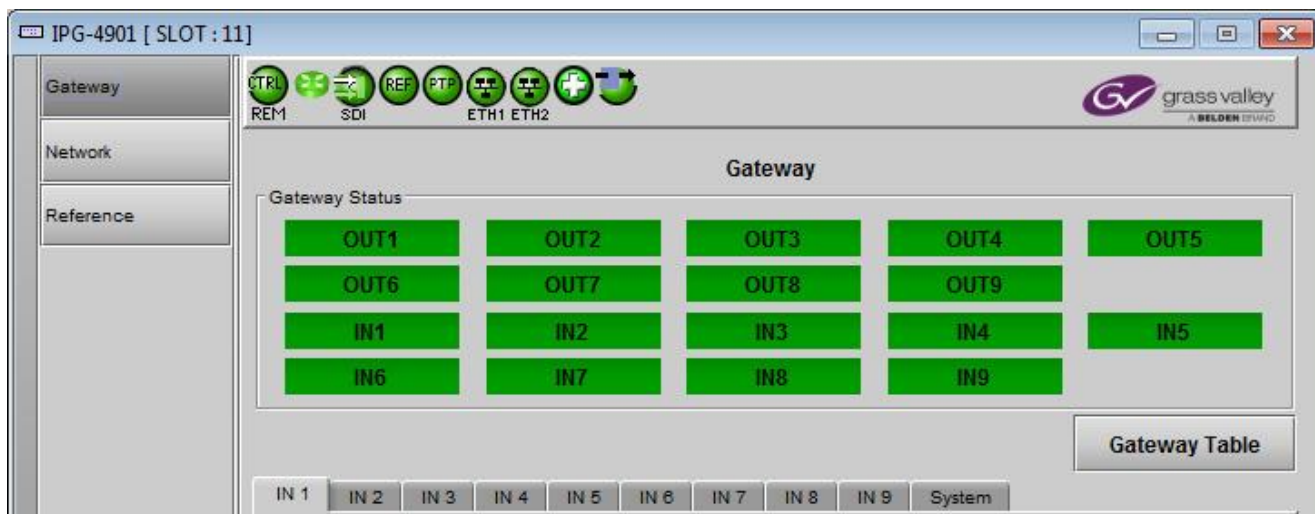 IPG-4901 [ SLOT : 11]
Gateway
Network
Reference
CTRL REF PTP
REM SDI ETH1 ETH2
GV grass valley
A BELDEN BRAND
Gateway
Gateway Status
OUT1 OUT2 OUT3 OUT4 OUT5
OUT6 OUT7 OUT8 OUT9
IN1 IN2 IN3 IN4 IN5
IN6 IN7 IN8 IN9
Gateway Table
IN 1 IN 2 IN 3 IN 4 IN 5 IN 6 IN 7 IN 8 IN 9 System